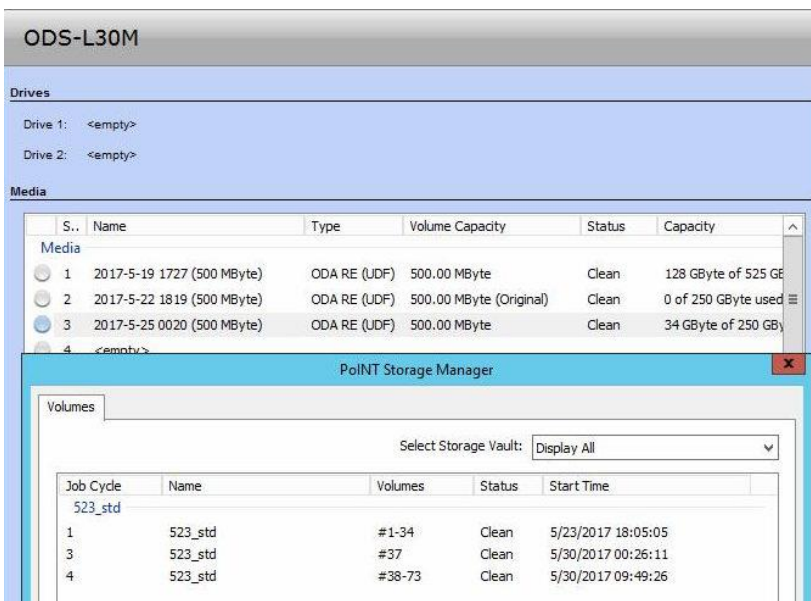 ODS-L30M
Drives
Drive 1: <empty>
Drive 2: <empty>
Media
S.. Name Type Volume Capacity Status Capacity
Media
1 2017-5-19 1727 (500 MByte) ODA RE (UDF) 500.00 MByte Clean 128 GByte of 525 GB
2 2017-5-22 1819 (500 MByte) ODA RE (UDF) 500.00 MByte (Original) Clean 0 of 250 GByte used
3 2017-5-25 0020 (500 MByte) ODA RE (UDF) 500.00 MByte Clean 34 GByte of 250 GBy
4 <empty>
PoINT Storage Manager
x
Volumes
Select Storage Vault: Display All
Job Cycle Name Volumes Status Start Time
523_std
1 523_std #1-34 Clean 5/23/2017 18:05:05
3 523_std #37 Clean 5/30/2017 00:26:11
4 523_std #38-73 Clean 5/30/2017 09:49:26